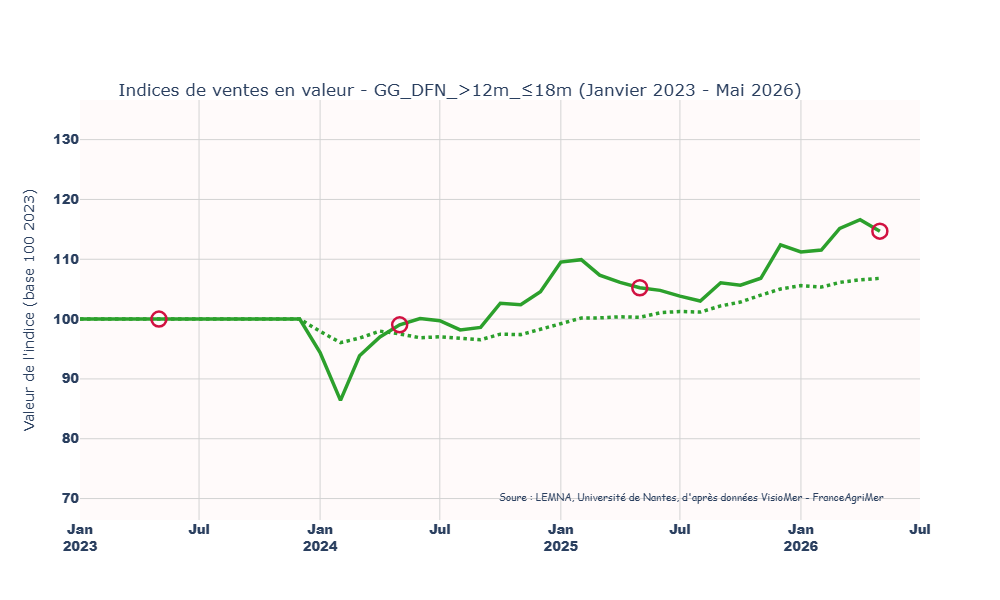 Indices de ventes en valeur - GG_DFN_>12m_≤18m (Janvier 2023 - Mai 2026)
Valeur de l'indice (base 100 2023)
130
120
110
100
90
80
70
Soure : LEMNA, Université de Nantes, d'après données VisioMer - FranceAgriMer
Jan
2023
Jul
Jan
2024
Jul
Jan
2025
Jul
Jan
2026
Jul